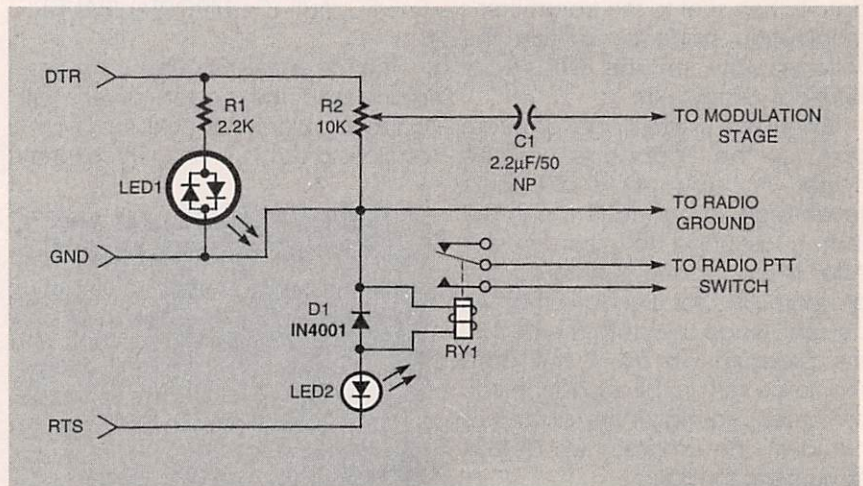 DTR
R1
2.2K
R2
10K
C1
2.2µF/50
NP
TO MODULATION
STAGE
LED1
TO RADIO
GROUND
GND
TO RADIO PTT
SWITCH
D1
IN4001
RY1
LED2
RTS